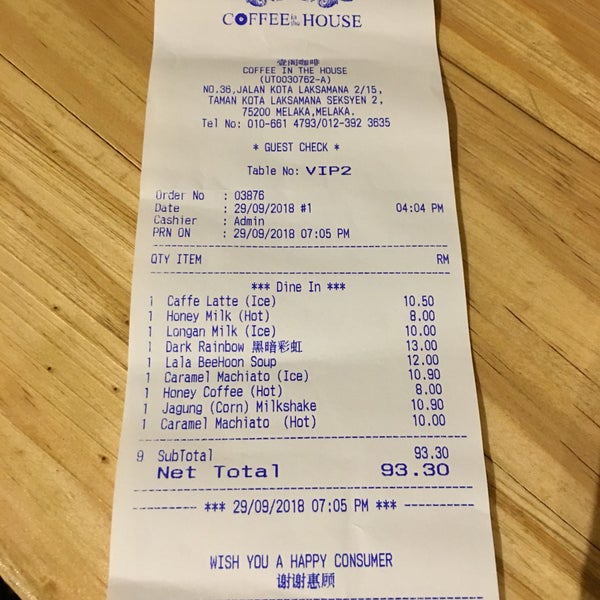 COFFEE IN THE HOUSE
壹阁咖啡
COFFEE IN THE HOUSE
(UT0030762-A)
NO.36,JALAN KOTA LAKSAMANA 2/15,
TAMAN KOTA LAKSAMANA SEKSYEN 2,
75200 MELAKA,MELAKA.
Tel No: 010-661 4793/012-392 3635
* GUEST CHECK *
Table No: VIP2
Order No : 03876
Date : 29/09/2018 #1 04:04 PM
Cashier : Admin
PRN ON : 29/09/2018 07:05 PM
QTY ITEM RM
*** Dine In ***
1 Caffe Latte (Ice) 10.50
1 Honey Milk (Hot) 8.00
1 Longan Milk (Ice) 10.00
1 Dark Rainbow 黑暗彩虹 13.00
1 Lala BeeHoon Soup 12.00
1 Caramel Machiato (Ice) 10.90
1 Honey Coffee (Hot) 8.00
1 Jagung (Corn) Milkshake 10.90
1 Caramel Machiato (Hot) 10.00
9 SubTotal 93.30
Net Total 93.30
*** 29/09/2018 07:05 PM ***
WISH YOU A HAPPY CONSUMER
谢谢惠顾